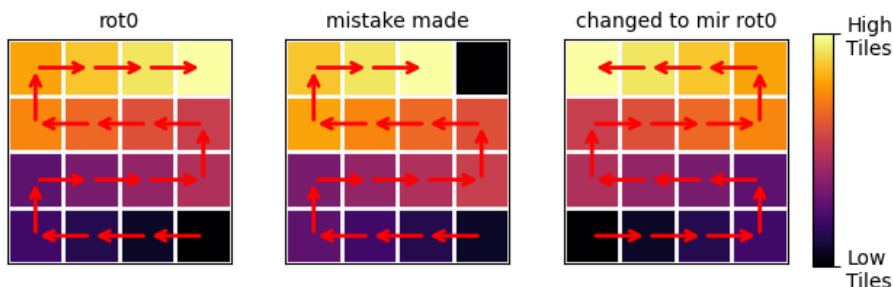 rot0
mistake made
changed to mir rot0
High
Tiles
Low
Tiles